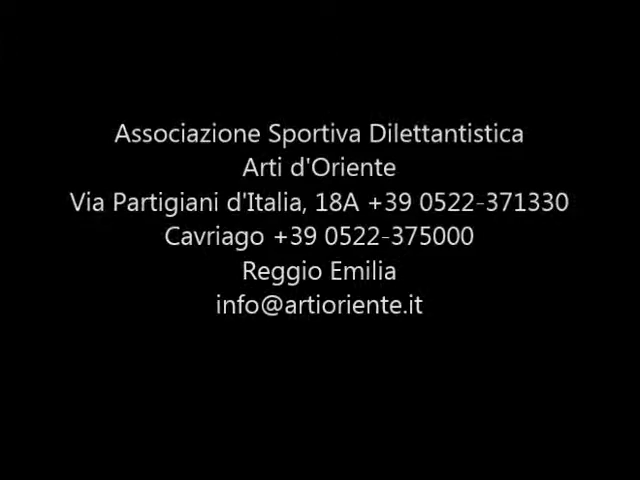 Associazione Sportiva Dilettantistica
Arti d'Oriente
Via Partigiani d'Italia, 18A +39 0522-371330
Cavriago +39 0522-375000
Reggio Emilia
info@artioriente.it